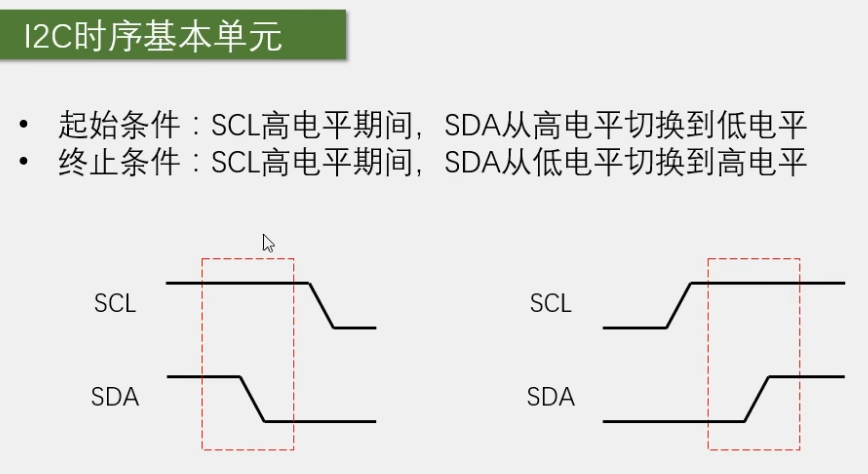 I2C时序基本单元
• 起始条件：SCL高电平期间，SDA从高电平切换到低电平
• 终止条件：SCL高电平期间，SDA从低电平切换到高电平
SCL SCL
SDA SDA